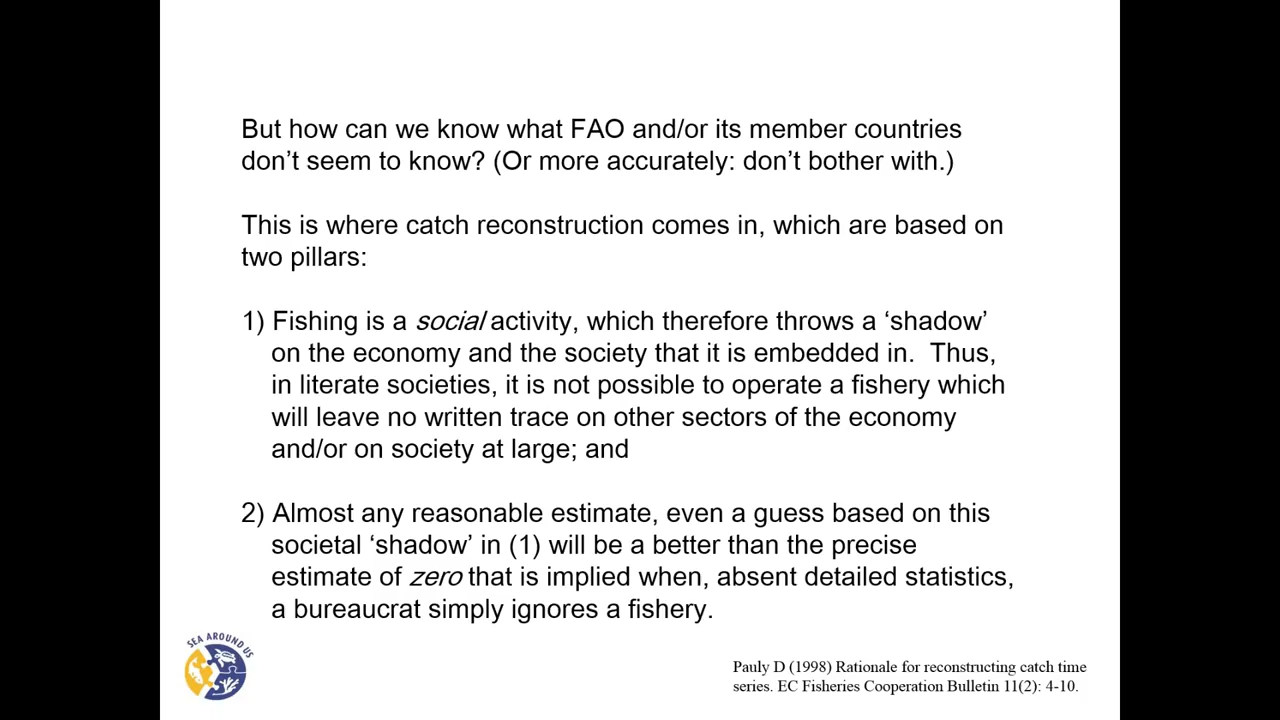 But how can we know what FAO and/or its member countries
don’t seem to know? (Or more accurately: don’t bother with.)
This is where catch reconstruction comes in, which are based on
two pillars:
1) Fishing is a social activity, which therefore throws a ‘shadow’
on the economy and the society that it is embedded in. Thus,
in literate societies, it is not possible to operate a fishery which
will leave no written trace on other sectors of the economy
and/or on society at large; and
2) Almost any reasonable estimate, even a guess based on this
societal ‘shadow’ in (1) will be a better than the precise
estimate of zero that is implied when, absent detailed statistics,
a bureaucrat simply ignores a fishery.
SEA AROUND US
Pauly D (1998) Rationale for reconstructing catch time
series. EC Fisheries Cooperation Bulletin 11(2): 4-10.